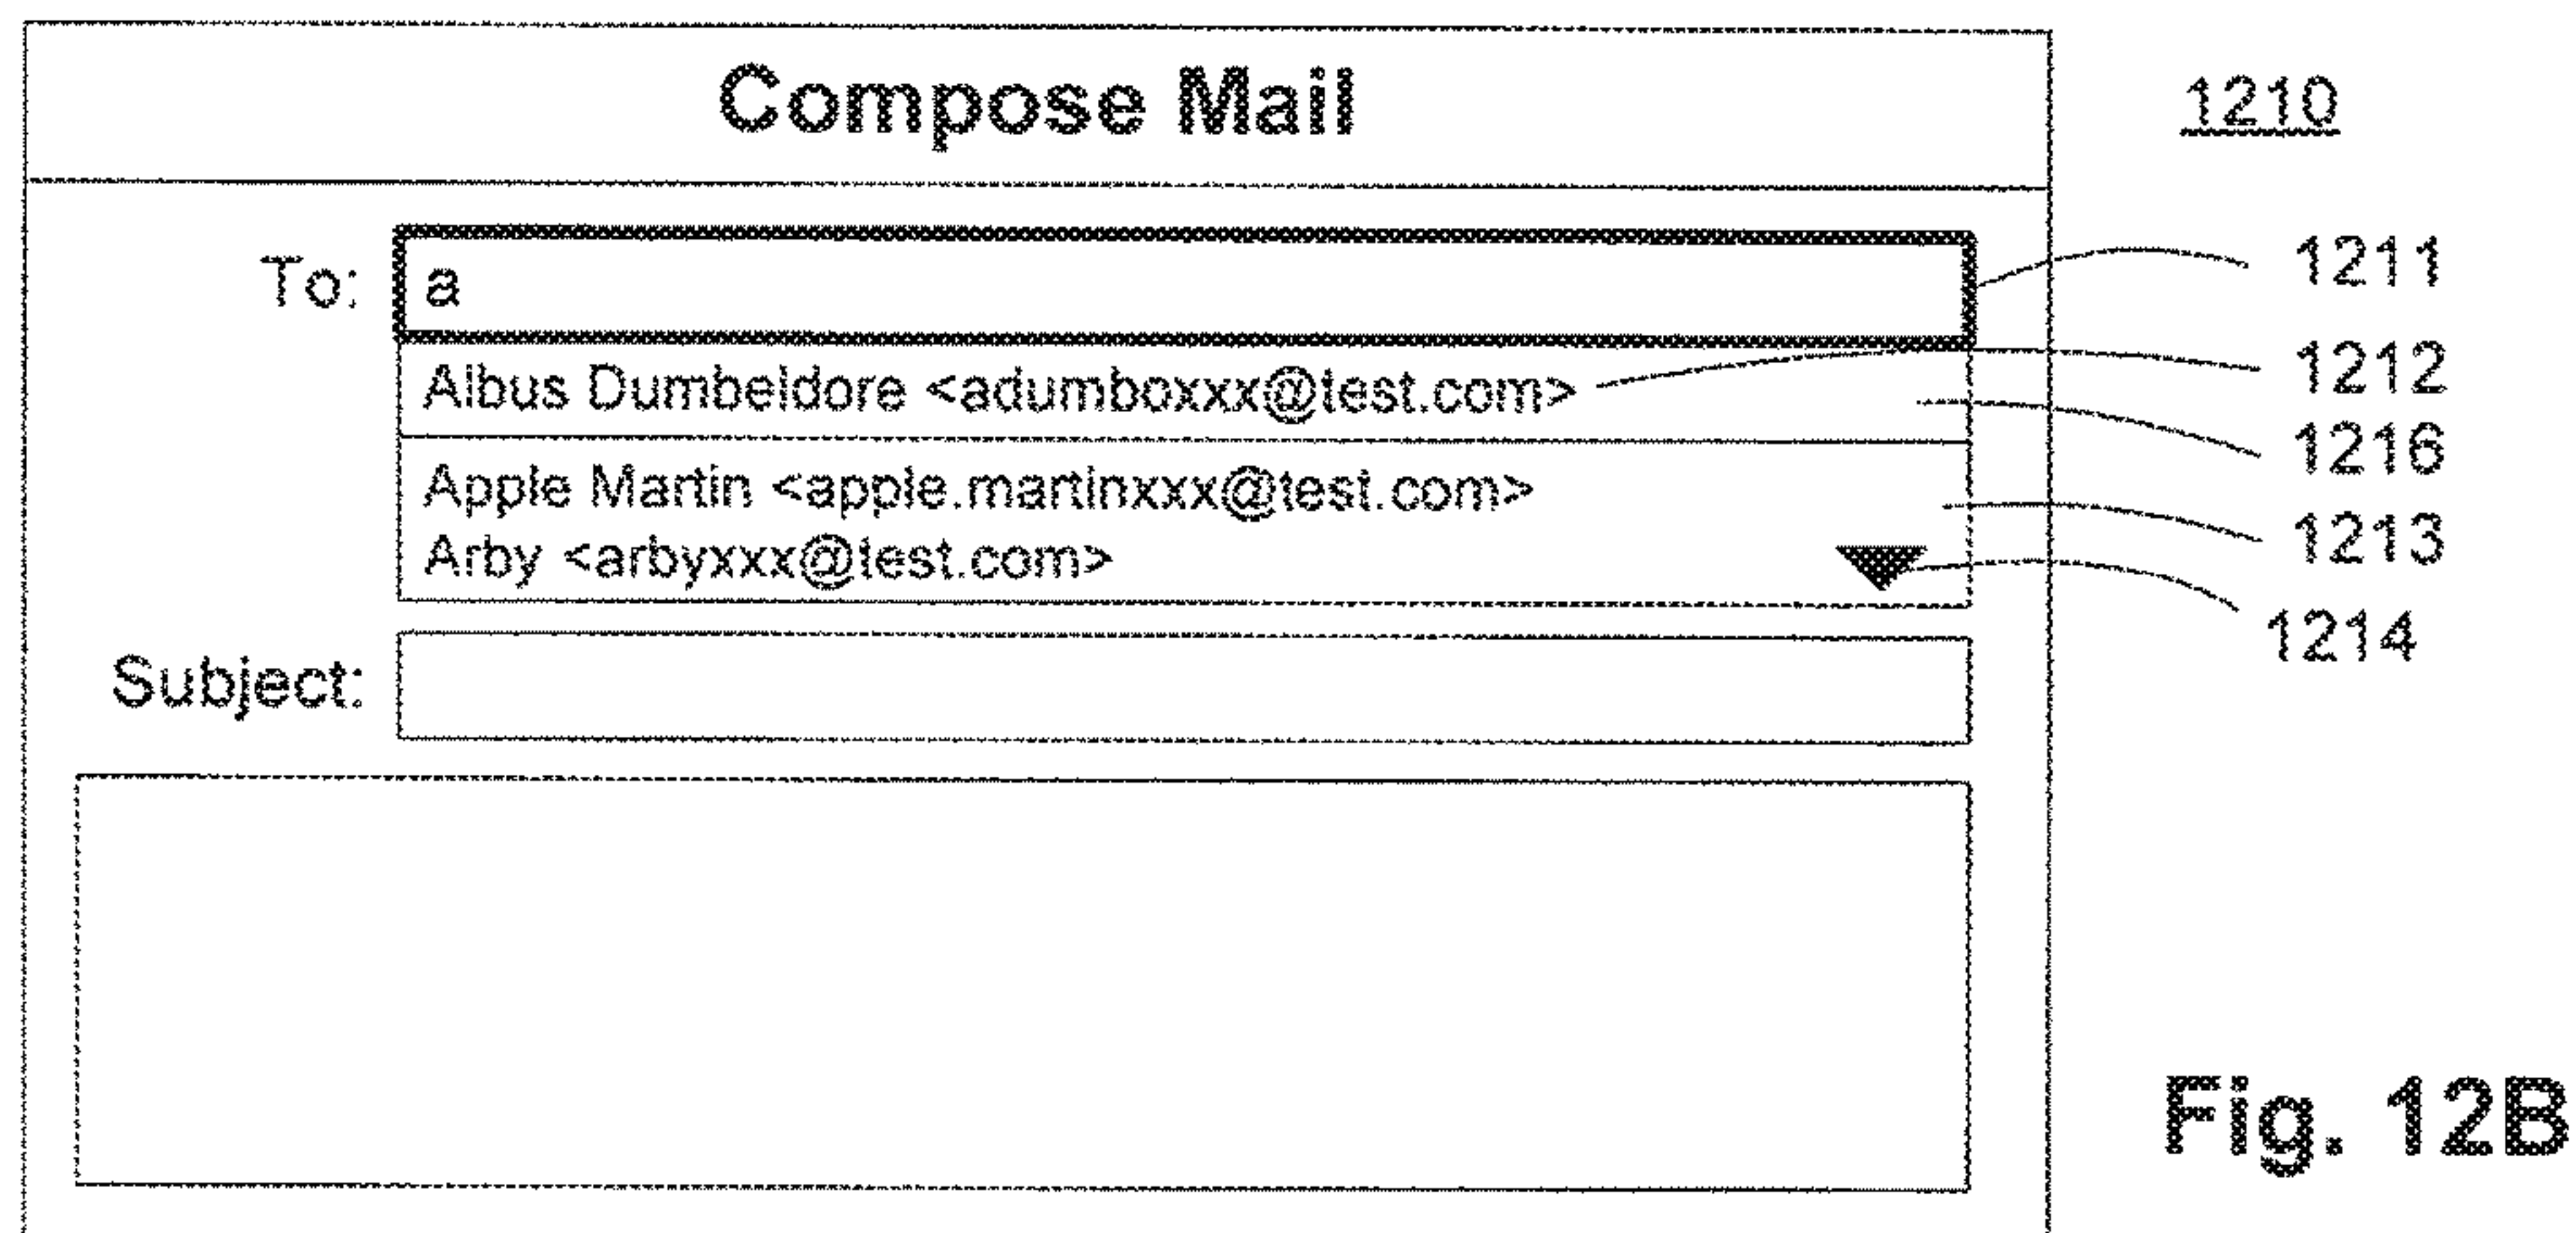 Compose Mail
1210
To: a
1211
Albus Dumbeldore <adumboxxx@test.com>
1212
1216
Apple Martin <apple.martinxxx@test.com>
1213
Arby <arbyxxx@test.com>
1214
Subject:
Fig. 12B